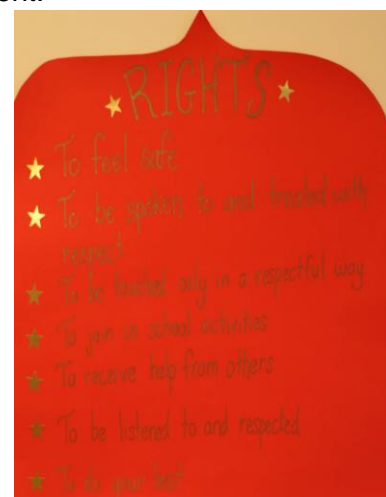 RIGHTS
To feel safe
To be spoken to and treated with
respect
To be touched only in a respectful way
To join in school activities
To receive help from others
To be listened to and respected
To do your best